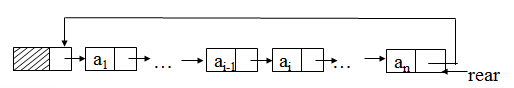 a1 … ai-1 ai … an
rear